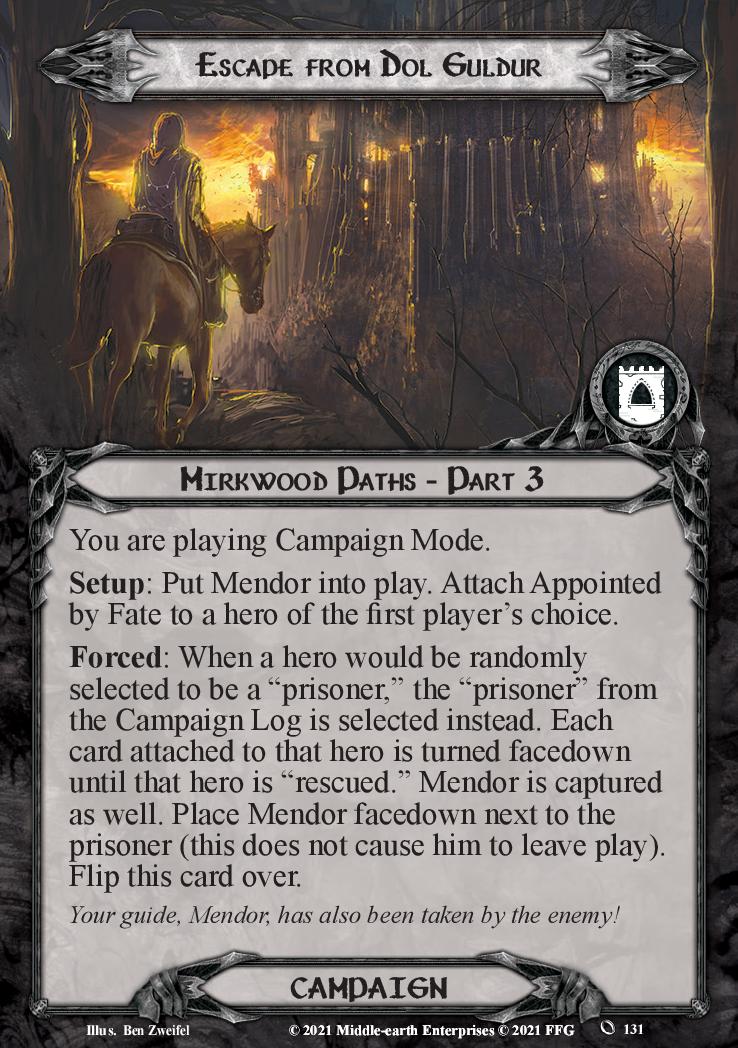 Escape from Dol Guldur
Mirkwood Paths - Part 3
You are playing Campaign Mode.
Setup: Put Mendor into play. Attach Appointed
by Fate to a hero of the first player’s choice.
Forced: When a hero would be randomly
selected to be a “prisoner,” the “prisoner” from
the Campaign Log is selected instead. Each
card attached to that hero is turned facedown
until that hero is “rescued.” Mendor is captured
as well. Place Mendor facedown next to the
prisoner (this does not cause him to leave play).
Flip this card over.
Your guide, Mendor, has also been taken by the enemy!
CAMPAIGN
Illus. Ben Zweifel © 2021 Middle-earth Enterprises © 2021 FFG 131